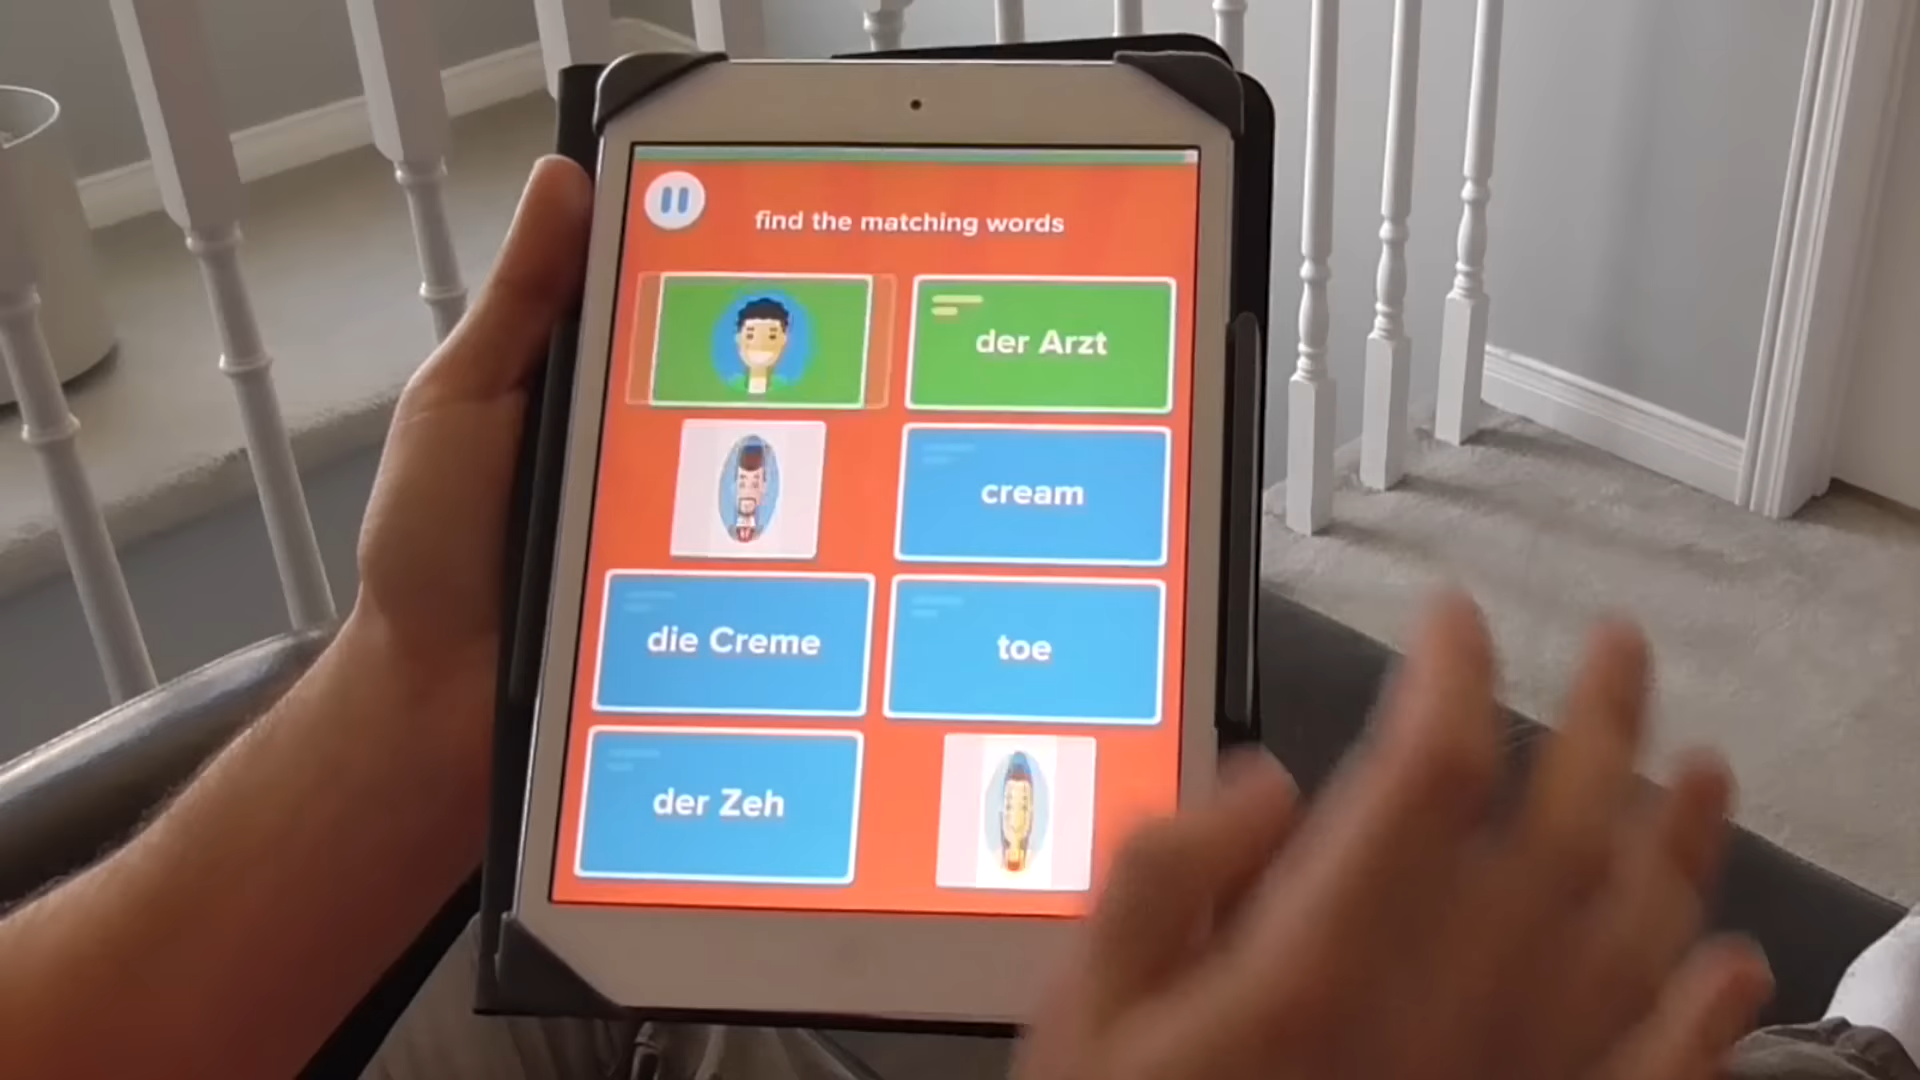 find the matching words
der Arzt
cream
die Creme
toe
der Zeh